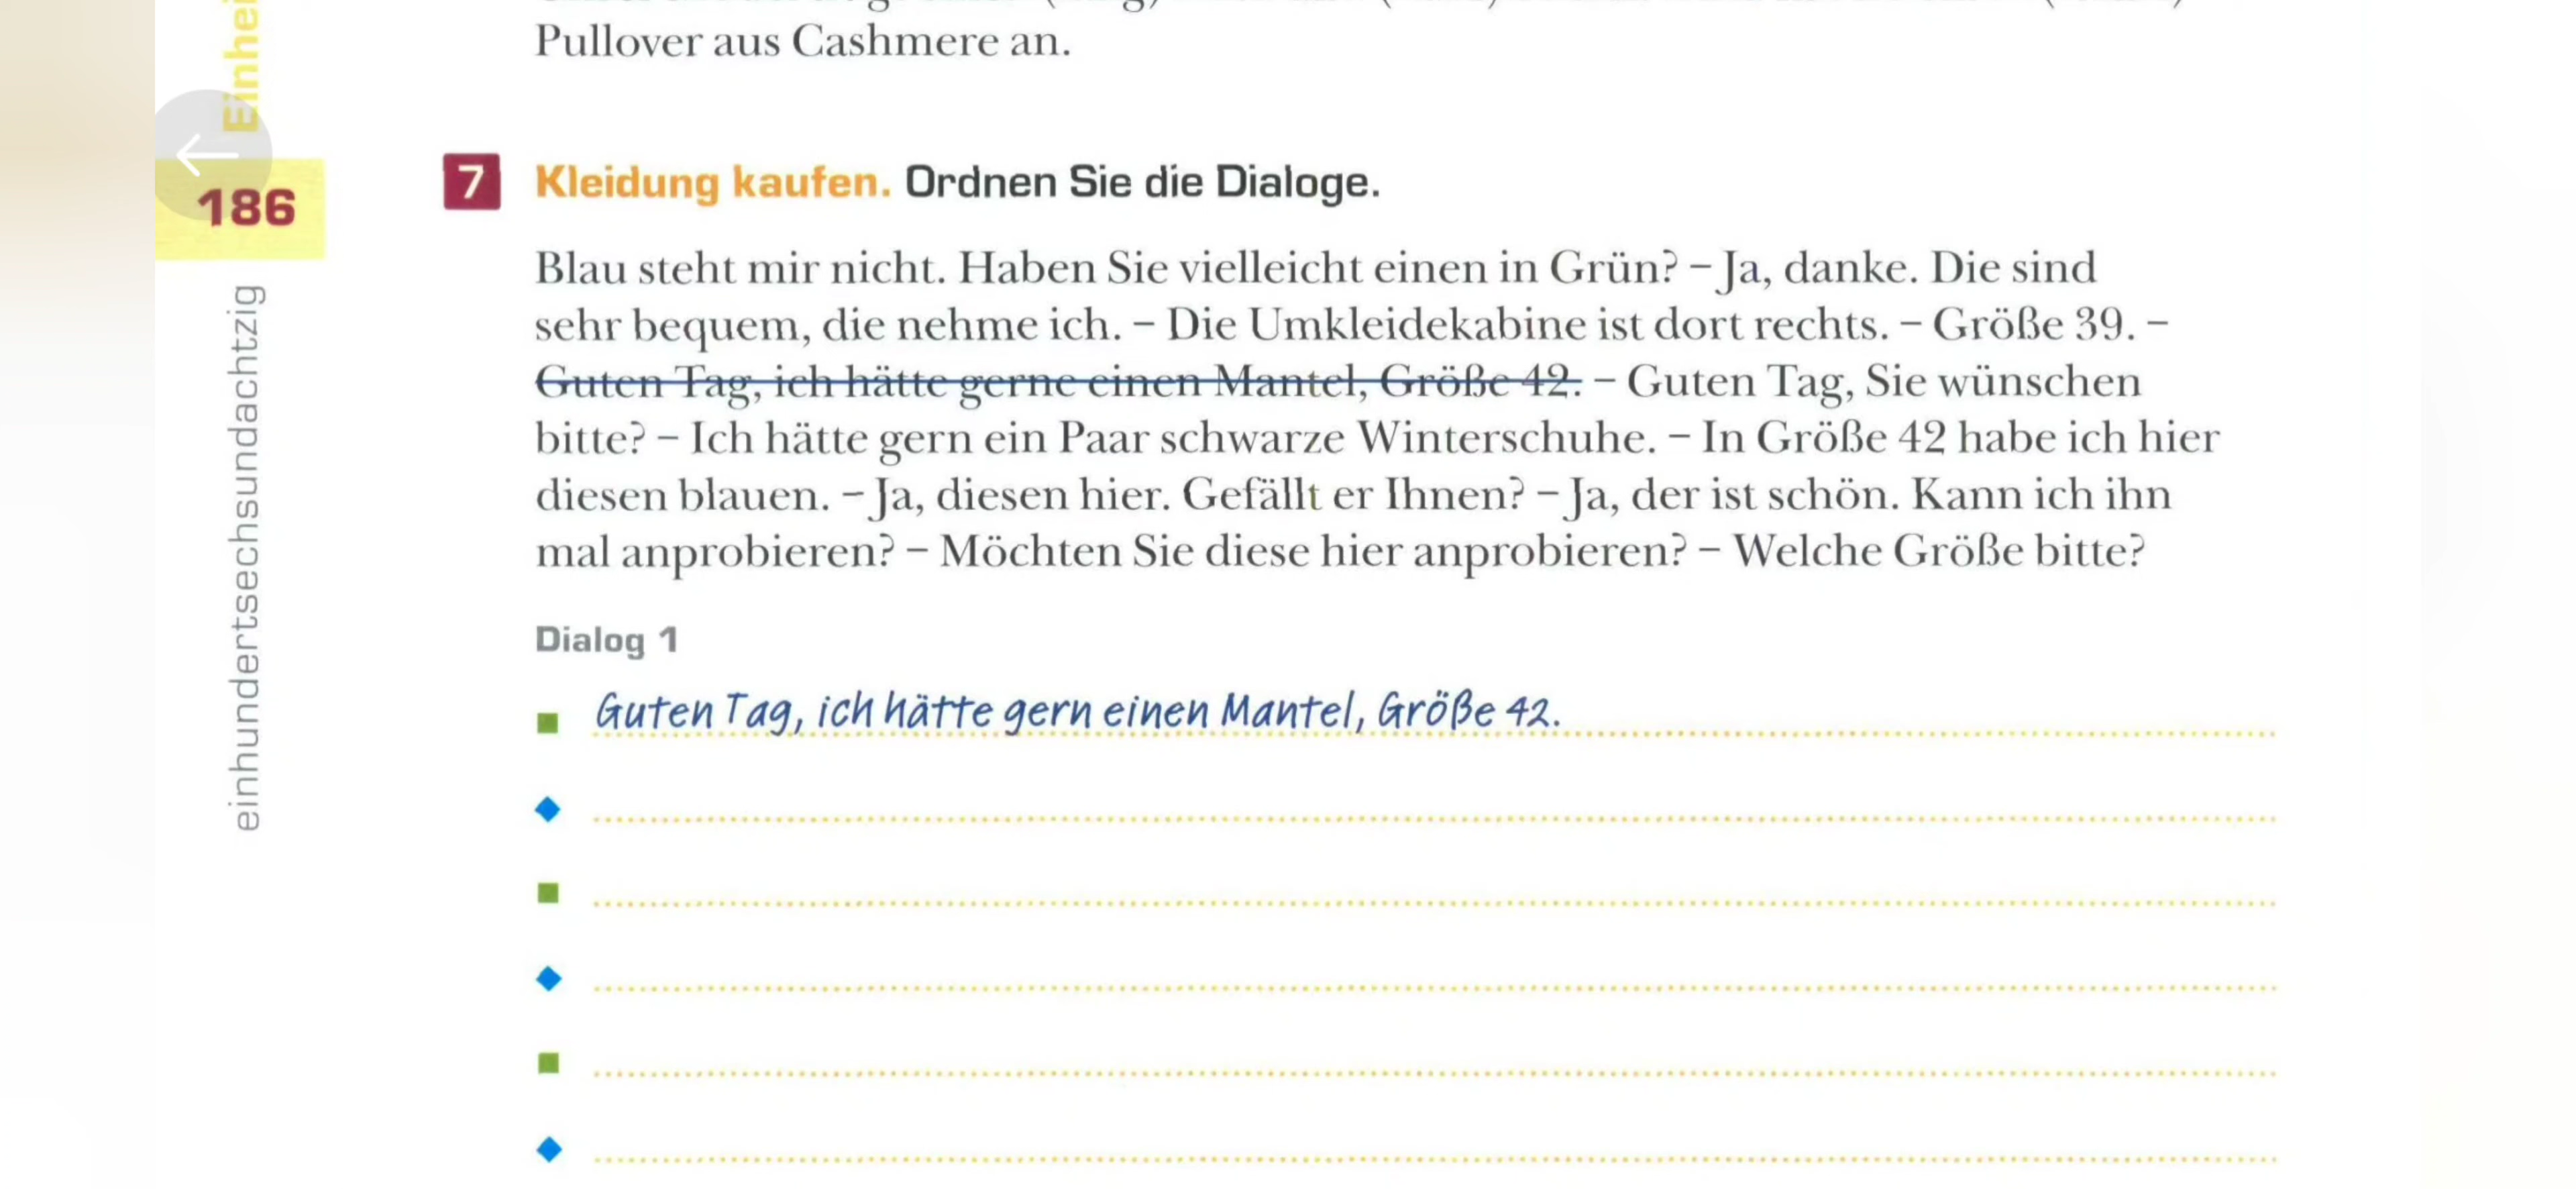 Pullover aus Cashmere an.
Einhei
186
einhundertsechsundachtzig
7 Kleidung kaufen. Ordnen Sie die Dialoge.
Blau steht mir nicht. Haben Sie vielleicht einen in Grün? – Ja, danke. Die sind
sehr bequem, die nehme ich. – Die Umkleidekabine ist dort rechts. – Größe 39. –
Guten Tag, ich hätte gerne einen Mantel, Größe 42. – Guten Tag, Sie wünschen
bitte? – Ich hätte gern ein Paar schwarze Winterschuhe. – In Größe 42 habe ich hier
diesen blauen. – Ja, diesen hier. Gefällt er Ihnen? – Ja, der ist schön. Kann ich ihn
mal anprobieren? – Möchten Sie diese hier anprobieren? – Welche Größe bitte?
Dialog 1
Guten Tag, ich hätte gern einen Mantel, Größe 42.